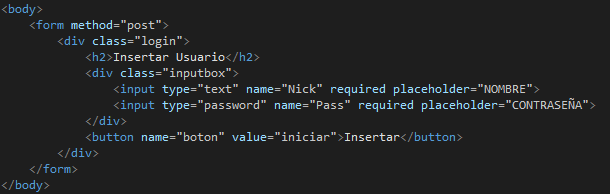 <body>
    <form method="post">
        <div class="login">
            <h2>Insertar Usuario</h2>
            <div class="inputbox">
                <input type="text" name="Nick" required placeholder="NOMBRE">
                <input type="password" name="Pass" required placeholder="CONTRASEÑA">
            </div>
            <button name="boton" value="iniciar">Insertar</button>
        </div>
    </form>
</body>